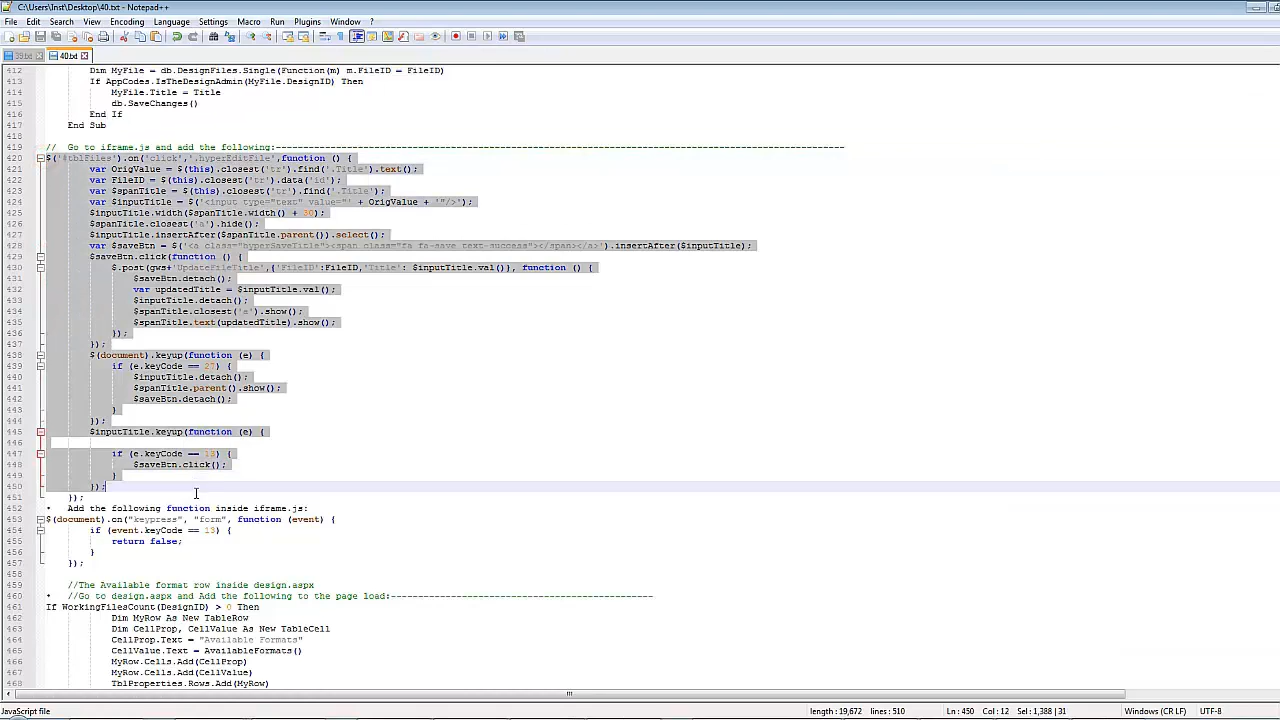 C:\Users\Inst\Desktop\40.txt - Notepad++
File Edit Search View Encoding Language Settings Macro Run Plugins Window ?
39.txt 40.txt
412 Dim MyFile = db.DesignFiles.Single(Function(m) m.FileID = FileID)
413 If AppCodes.IsTheDesignAdmin(MyFile.DesignID) Then
414 MyFile.Title = Title
415 db.SaveChanges()
416 End If
417 End Sub
418
419 // Go to iframe.js and add the following:---------------------------------------------------------------------------------------------------------
420 $('#tblFiles').on('click','.hyperEditFile',function () {
421 var OrigValue = $(this).closest('tr').find('.Title').text();
422 var FileID = $(this).closest('tr').data('id');
423 var $spanTitle = $(this).closest('tr').find('.Title');
424 var $inputTitle = $('<input type="text" value="' + OrigValue + '"/>');
425 $inputTitle.width($spanTitle.width() + 30);
426 $spanTitle.closest('a').hide();
427 $inputTitle.insertAfter($spanTitle.parent()).select();
428 var $saveBtn = $('<a class="hyperSaveTitle"><span class="fa fa-save text-success"></span></a>').insertAfter($inputTitle);
429 $saveBtn.click(function () {
430 $.post(gws+'UpdateFileTitle',{'FileID':FileID,'Title': $inputTitle.val()}, function () {
431 $saveBtn.detach();
432 var updatedTitle = $inputTitle.val();
433 $inputTitle.detach();
434 $spanTitle.closest('a').show();
435 $spanTitle.text(updatedTitle).show();
436 });
437 });
438 $(document).keyup(function (e) {
439 if (e.keyCode == 27) {
440 $inputTitle.detach();
441 $spanTitle.parent().show();
442 $saveBtn.detach();
443 }
444 });
445 $inputTitle.keyup(function (e) {
446
447 if (e.keyCode == 13) {
448 $saveBtn.click();
449 }
450 });
451 });
452 • Add the following function inside iframe.js:
453 $(document).on("keypress", "form", function (event) {
454 if (event.keyCode == 13) {
455 return false;
456 }
457 });
458
459 //The Available format row inside design.aspx
460 • //Go to design.aspx and Add the following to the page load:------------------------------------------------
461 If WorkingFilesCount(DesignID) > 0 Then
462 Dim MyRow As New TableRow
463 Dim CellProp, CellValue As New TableCell
464 CellProp.Text = "Available Formats"
465 CellValue.Text = AvailableFormats()
466 MyRow.Cells.Add(CellProp)
467 MyRow.Cells.Add(CellValue)
468 TblProperties.Rows.Add(MyRow)
JavaScript file length : 19,672 lines : 510 Ln : 450 Col : 12 Sel : 1,388 | 31 Windows (CR LF) UTF-8